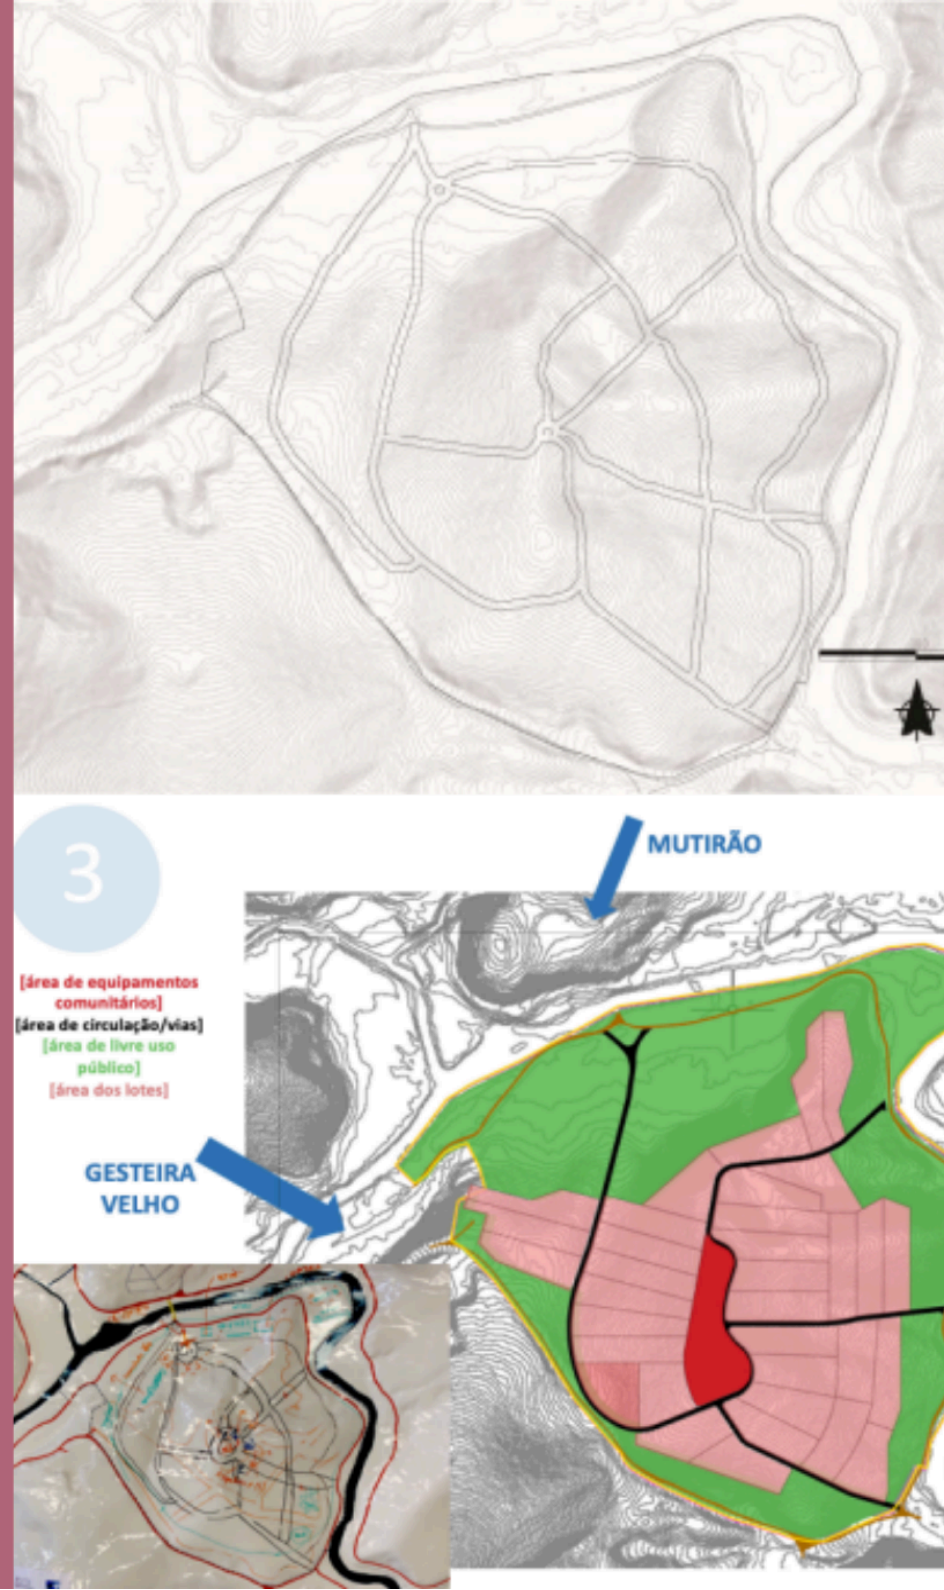 MUTIRÃO
3
[área de equipamentos
comunitários]
[área de circulação/vias]
[área de livre uso
público]
[área dos lotes]
GESTEIRA
VELHO